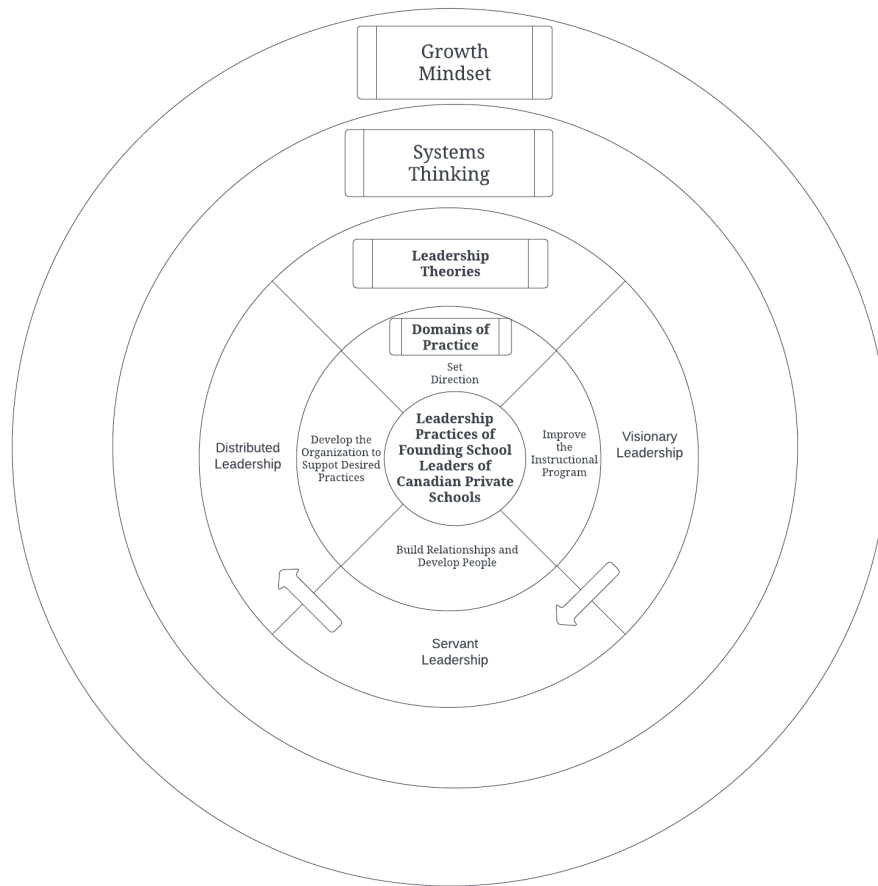 Growth
Mindset
Systems
Thinking
Leadership
Theories
Domains of
Practice
Set
Direction
Leadership
Practices of
Founding School
Leaders of
Canadian Private
Schools
Distributed
Leadership
Develop the
Organization to
Suppot Desired
Practices
Improve
the
Instructional
Program
Visionary
Leadership
Build Relationships and
Develop People
Servant
Leadership